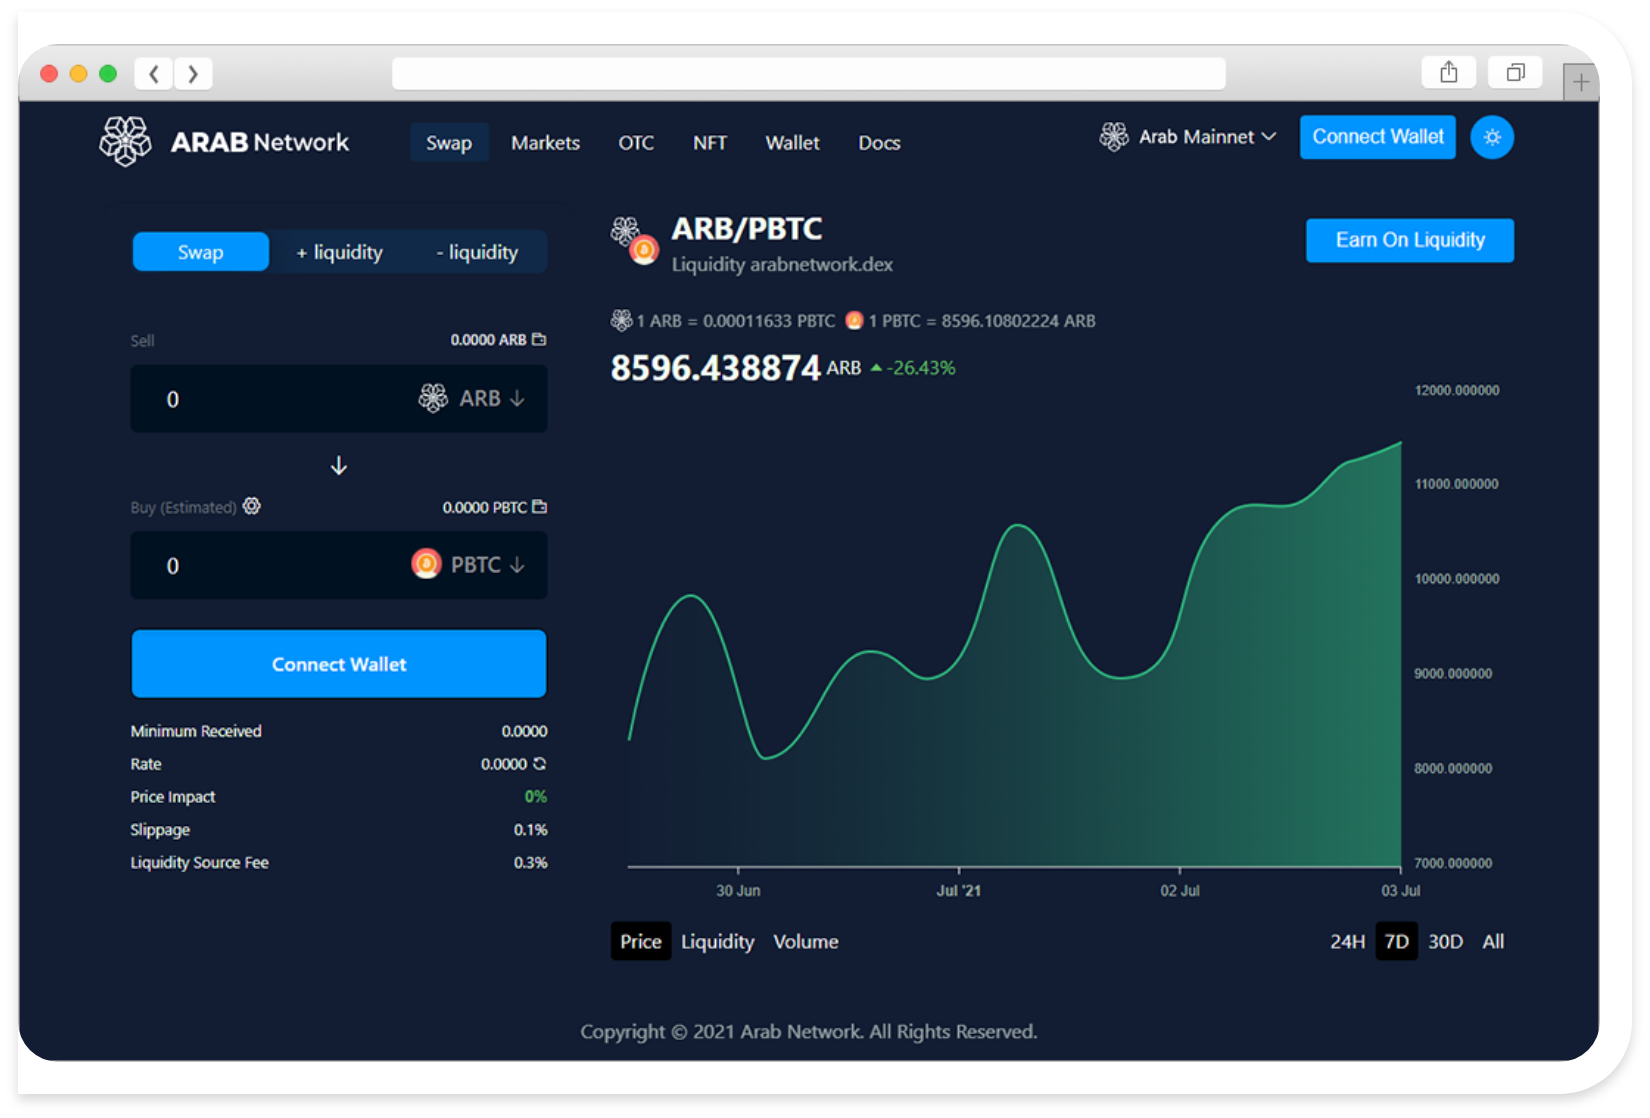 ARAB Network
Swap Markets OTC NFT Wallet Docs
Arab Mainnet
Connect Wallet
Swap + liquidity - liquidity
Sell 0.0000 ARB
0 ARB
Buy (Estimated) 0.0000 PBTC
0 PBTC
Connect Wallet
Minimum Received 0.0000
Rate 0.0000
Price Impact 0%
Slippage 0.1%
Liquidity Source Fee 0.3%
ARB/PBTC
Liquidity arabnetwork.dex
Earn On Liquidity
1 ARB = 0.00011633 PBTC 1 PBTC = 8596.10802224 ARB
8596.438874 ARB -26.43%
12000.000000
11000.000000
10000.000000
9000.000000
8000.000000
7000.000000
30 Jun Jul '21 02 Jul 03 Jul
Price Liquidity Volume
24H 7D 30D All
Copyright © 2021 Arab Network. All Rights Reserved.